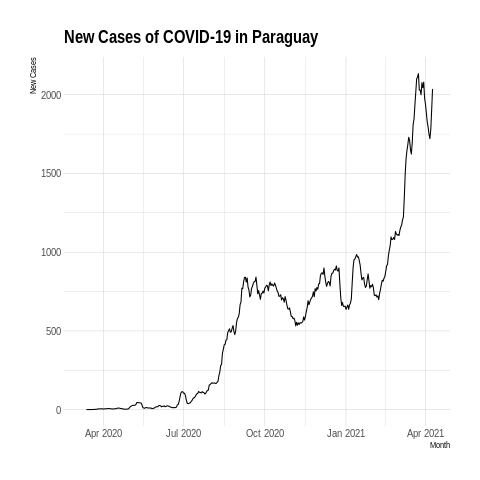 New Cases of COVID-19 in Paraguay
New Cases
2000
1500
1000
500
0
Apr 2020 Jul 2020 Oct 2020 Jan 2021 Apr 2021
Month